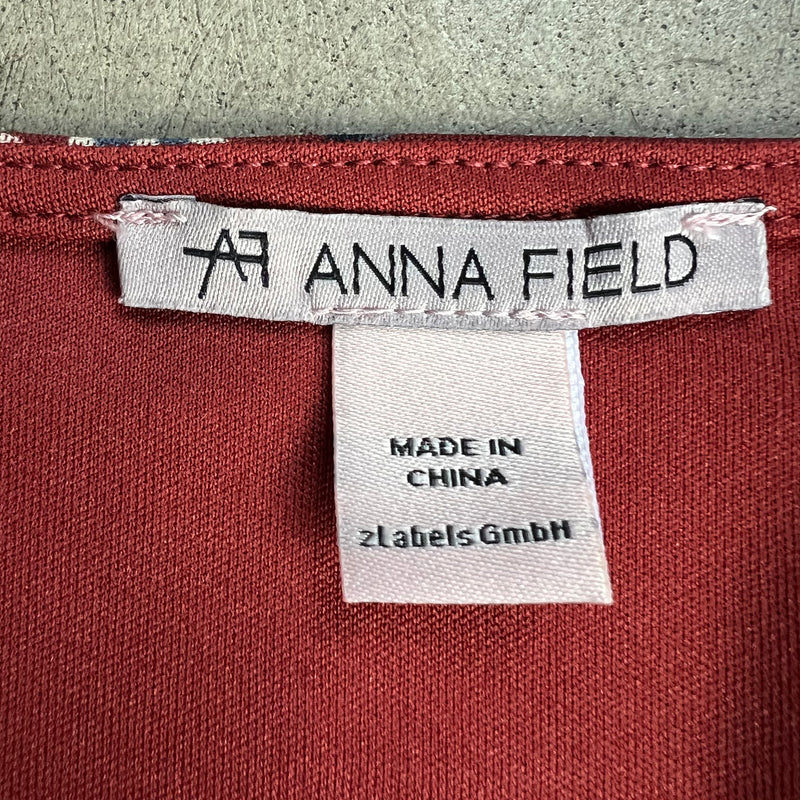 AF ANNA FIELD
MADE IN
CHINA
zLabels GmbH